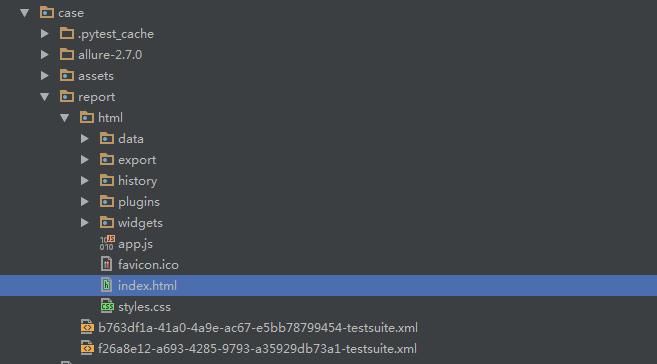 case
.pytest_cache
allure-2.7.0
assets
report
html
data
export
history
plugins
widgets
app.js
favicon.ico
index.html
styles.css
b763df1a-41a0-4a9e-ac67-e5bb78799454-testsuite.xml
f26a8e12-a693-4285-9793-a35929db73a1-testsuite.xml